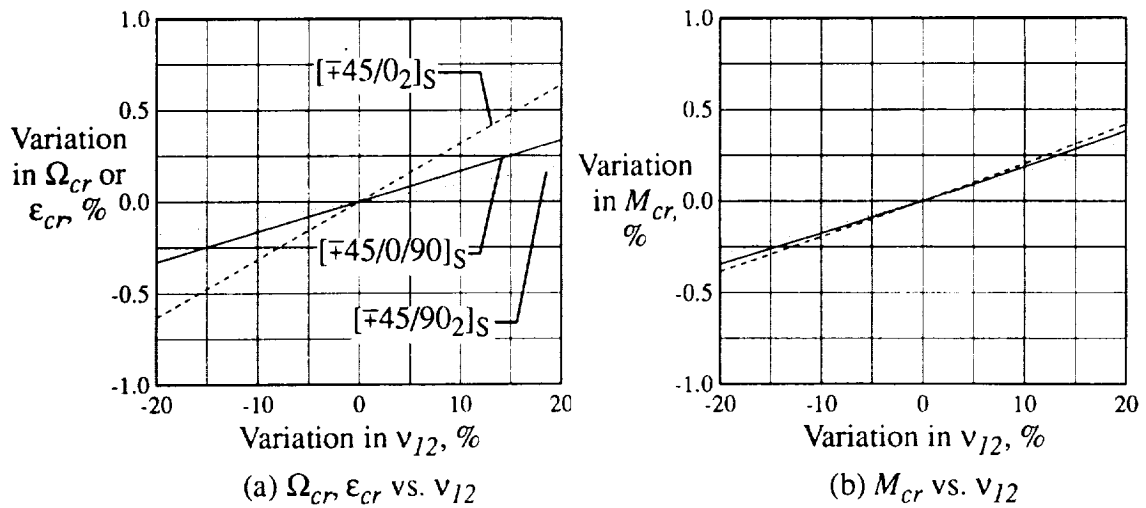 1.0
0.5
0.0
-0.5
-1.0
Variation
in Ω_cr or
ε_cr, %
[∓45/0₂]S
[∓45/0/90]S
[∓45/90₂]S
-20 -10 0 10 20
Variation in ν₁₂, %
(a) Ω_cr, ε_cr vs. ν₁₂
1.0
0.5
0.0
-0.5
-1.0
Variation
in M_cr,
%
-20 -10 0 10 20
Variation in ν₁₂, %
(b) M_cr vs. ν₁₂